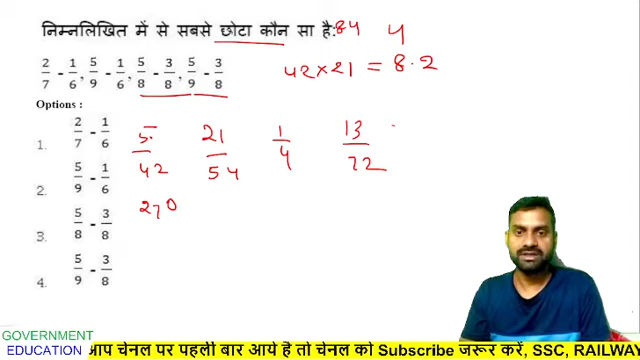 निम्नलिखित में से सबसे छोटा कौन सा है: 84 4
2/7 - 1/6, 5/9 - 1/6, 5/8 - 3/8, 5/9 - 3/8
42×21 = 8.2
Options :
1. 2/7 - 1/6
2. 5/9 - 1/6
3. 5/8 - 3/8
4. 5/9 - 3/8
5/42 21/54 1/4 13/72
270
GOVERNMENT
EDUCATION
आप चेनल पर पहली बार आये है तो चेनल को Subscribe जरूर करें, SSC, RAILWAY